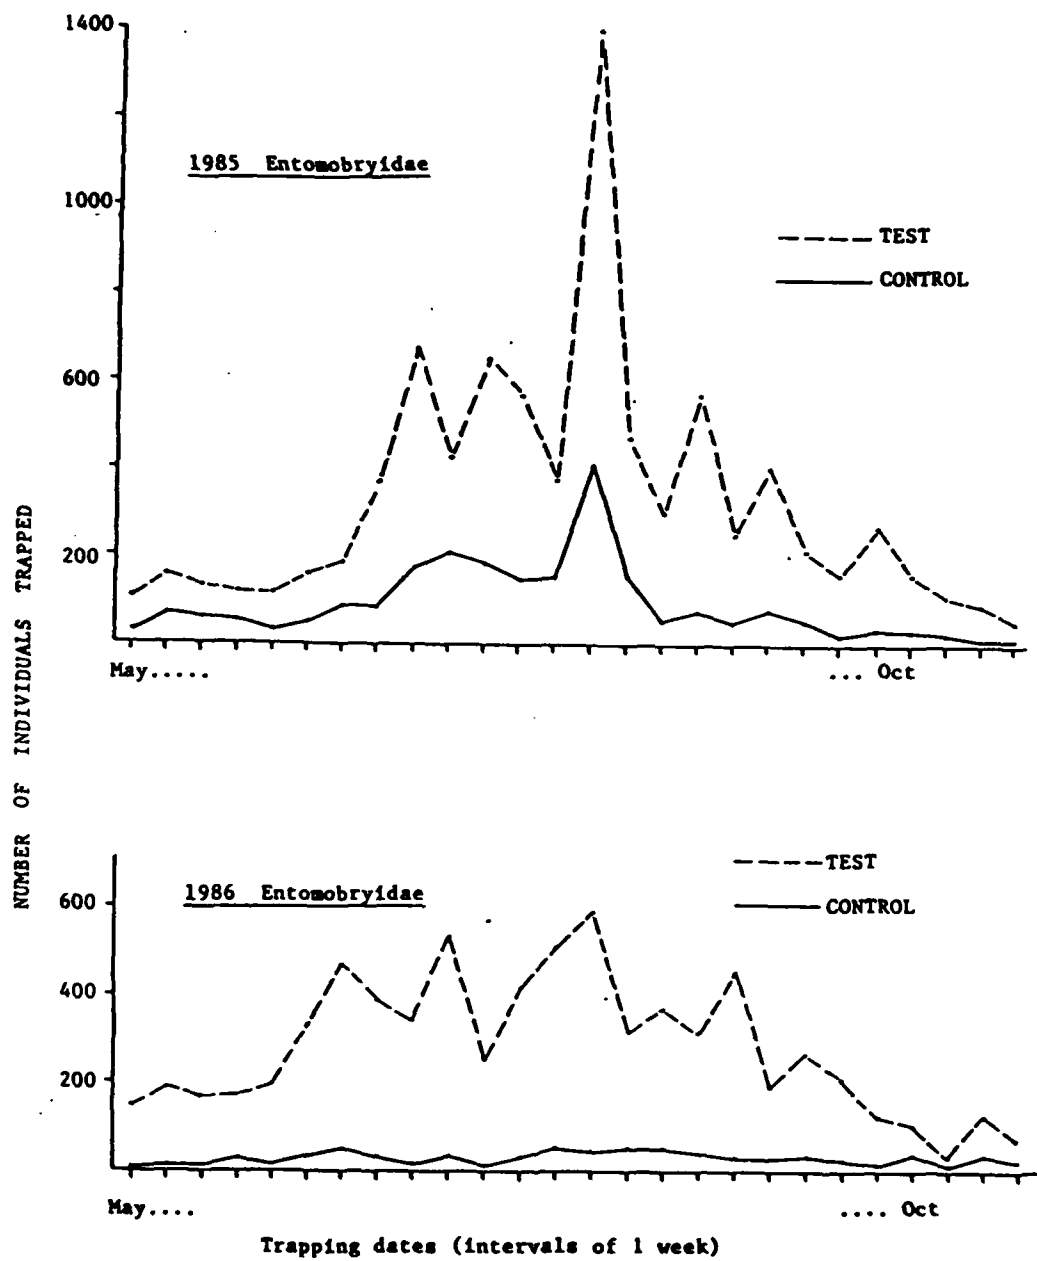 1400
1985 Entomobryidae
1000
TEST
CONTROL
600
200
May.....
... Oct
NUMBER OF INDIVIDUALS TRAPPED
TEST
1986 Entomobryidae
600
CONTROL
400
200
May....
.... Oct
Trapping dates (intervals of 1 week)